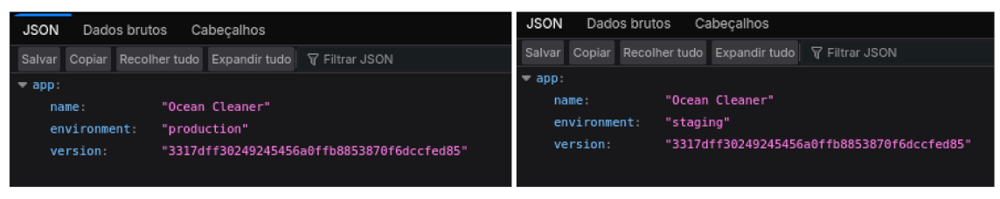 JSON Dados brutos Cabeçalhos
Salvar Copiar Recolher tudo Expandir tudo Filtrar JSON
app:
name: "Ocean Cleaner"
environment: "production"
version: "3317dff30249245456a0ffb8853870f6dccfed85"
JSON Dados brutos Cabeçalhos
Salvar Copiar Recolher tudo Expandir tudo Filtrar JSON
app:
name: "Ocean Cleaner"
environment: "staging"
version: "3317dff30249245456a0ffb8853870f6dccfed85"